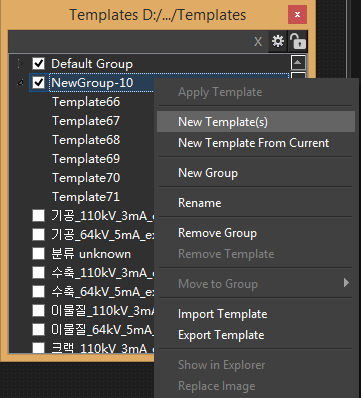 Templates D:/.../Templates
x
X
Default Group
NewGroup-10
Template66
Template67
Template68
Template69
Template70
Template71
기공_110kV_3mA_e
기공_64kV_5mA_ex
분류 unknown
수축_110kV_3mA_e
수축_64kV_5mA_ex
이물질_110kV_3mA
이물질_64kV_5mA_
크랙_110kV_3mA_e
Apply Template
New Template(s)
New Template From Current
New Group
Rename
Remove Group
Remove Template
Move to Group
Import Template
Export Template
Show in Explorer
Replace Image